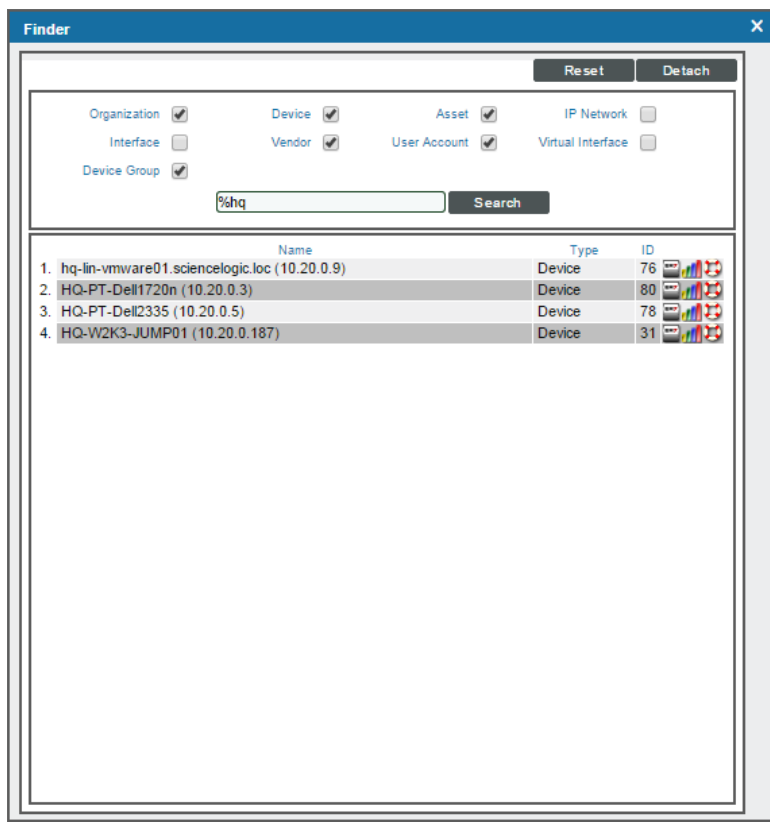 Finder
Reset Detach
Organization Device Asset IP Network
Interface Vendor User Account Virtual Interface
Device Group
%hq Search
Name Type ID
1. hq-lin-vmware01.sciencelogic.loc (10.20.0.9) Device 76
2. HQ-PT-Dell1720n (10.20.0.3) Device 80
3. HQ-PT-Dell2335 (10.20.0.5) Device 78
4. HQ-W2K3-JUMP01 (10.20.0.187) Device 31